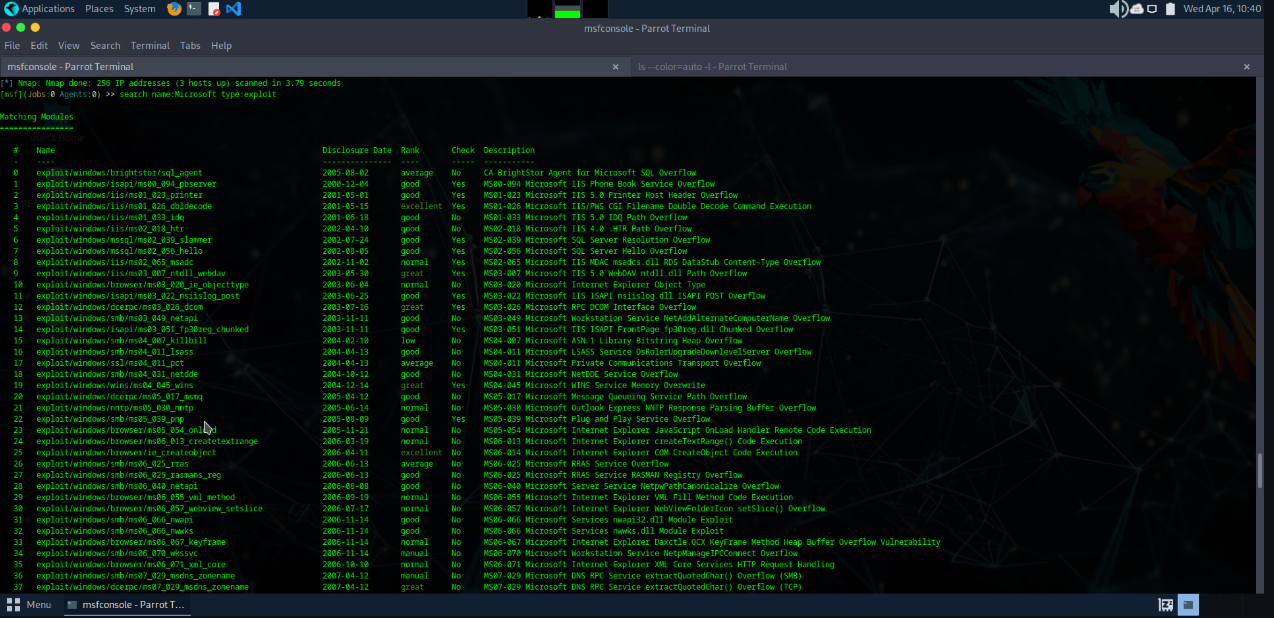 Applications Places System Wed Apr 16, 10:40
msfconsole - Parrot Terminal
File Edit View Search Terminal Tabs Help
msfconsole - Parrot Terminal × ls --color=auto -l - Parrot Terminal ×
[*] Nmap: Nmap done: 256 IP addresses (3 hosts up) scanned in 3.79 seconds
[msf](Jobs:0 Agents:0) >> search name:Microsoft type:exploit
Matching Modules
================
# Name Disclosure Date Rank Check Description
- ---- --------------- ---- ----- -----------
0 exploit/windows/brightstor/sql_agent 2005-08-02 average No CA BrightStor Agent for Microsoft SQL Overflow
1 exploit/windows/isapi/ms00_094_pbserver 2000-12-04 good Yes MS00-094 Microsoft IIS Phone Book Service Overflow
2 exploit/windows/iis/ms01_023_printer 2001-05-01 good Yes MS01-023 Microsoft IIS 5.0 Printer Host Header Overflow
3 exploit/windows/iis/ms01_026_dbldecode 2001-05-15 excellent Yes MS01-026 Microsoft IIS/PWS CGI Filename Double Decode Command Execution
4 exploit/windows/iis/ms01_033_idq 2001-06-18 good No MS01-033 Microsoft IIS 5.0 IDQ Path Overflow
5 exploit/windows/iis/ms02_018_htr 2002-04-10 good No MS02-018 Microsoft IIS 4.0 .HTR Path Overflow
6 exploit/windows/mssql/ms02_039_slammer 2002-07-24 good Yes MS02-039 Microsoft SQL Server Resolution Overflow
7 exploit/windows/mssql/ms02_056_hello 2002-08-05 good Yes MS02-056 Microsoft SQL Server Hello Overflow
8 exploit/windows/iis/ms02_065_msadc 2002-11-02 normal Yes MS02-065 Microsoft IIS MDAC msadcs.dll RDS DataStub Content-Type Overflow
9 exploit/windows/iis/ms03_007_ntdll_webdav 2003-05-30 great Yes MS03-007 Microsoft IIS 5.0 WebDAV ntdll.dll Path Overflow
10 exploit/windows/browser/ms03_020_ie_objecttype 2003-06-04 normal No MS03-020 Microsoft Internet Explorer Object Type
11 exploit/windows/isapi/ms03_022_nsiislog_post 2003-06-25 good Yes MS03-022 Microsoft IIS ISAPI nsiislog.dll ISAPI POST Overflow
12 exploit/windows/dcerpc/ms03_026_dcom 2003-07-16 great Yes MS03-026 Microsoft RPC DCOM Interface Overflow
13 exploit/windows/smb/ms03_049_netapi 2003-11-11 good No MS03-049 Microsoft Workstation Service NetAddAlternateComputerName Overflow
14 exploit/windows/isapi/ms03_051_fp30reg_chunked 2003-11-11 good Yes MS03-051 Microsoft IIS ISAPI FrontPage fp30reg.dll Chunked Overflow
15 exploit/windows/smb/ms04_007_killbill 2004-02-10 low No MS04-007 Microsoft ASN.1 Library Bitstring Heap Overflow
16 exploit/windows/smb/ms04_011_lsass 2004-04-13 good No MS04-011 Microsoft LSASS Service DsRolerUpgradeDownlevelServer Overflow
17 exploit/windows/ssl/ms04_011_pct 2004-04-13 average No MS04-011 Microsoft Private Communications Transport Overflow
18 exploit/windows/smb/ms04_031_netdde 2004-10-12 good No MS04-031 Microsoft NetDDE Service Overflow
19 exploit/windows/wins/ms04_045_wins 2004-12-14 great Yes MS04-045 Microsoft WINS Service Memory Overwrite
20 exploit/windows/dcerpc/ms05_017_msmq 2005-04-12 good No MS05-017 Microsoft Message Queueing Service Path Overflow
21 exploit/windows/nntp/ms05_030_nntp 2005-06-14 normal No MS05-030 Microsoft Outlook Express NNTP Response Parsing Buffer Overflow
22 exploit/windows/smb/ms05_039_pnp 2005-08-09 good Yes MS05-039 Microsoft Plug and Play Service Overflow
23 exploit/windows/browser/ms05_054_onload 2005-11-21 normal No MS05-054 Microsoft Internet Explorer JavaScript OnLoad Handler Remote Code Execution
24 exploit/windows/browser/ms06_013_createtextrange 2006-03-19 normal No MS06-013 Microsoft Internet Explorer createTextRange() Code Execution
25 exploit/windows/browser/ie_createobject 2006-04-11 excellent No MS06-014 Microsoft Internet Explorer COM CreateObject Code Execution
26 exploit/windows/smb/ms06_025_rras 2006-06-13 average No MS06-025 Microsoft RRAS Service Overflow
27 exploit/windows/smb/ms06_025_rasmans_reg 2006-06-13 good No MS06-025 Microsoft RRAS Service RASMAN Registry Overflow
28 exploit/windows/smb/ms06_040_netapi 2006-08-08 good No MS06-040 Microsoft Server Service NetpwPathCanonicalize Overflow
29 exploit/windows/browser/ms06_055_vml_method 2006-09-19 normal No MS06-055 Microsoft Internet Explorer VML Fill Method Code Execution
30 exploit/windows/browser/ms06_057_webview_setslice 2006-07-17 normal No MS06-057 Microsoft Internet Explorer WebViewFolderIcon setSlice() Overflow
31 exploit/windows/smb/ms06_066_nwapi 2006-11-14 good No MS06-066 Microsoft Services nwapi32.dll Module Exploit
32 exploit/windows/smb/ms06_066_nwwks 2006-11-14 good No MS06-066 Microsoft Services nwwks.dll Module Exploit
33 exploit/windows/browser/ms06_067_keyframe 2006-11-14 normal No MS06-067 Microsoft Internet Explorer Daxctle.OCX KeyFrame Method Heap Buffer Overflow Vulnerability
34 exploit/windows/smb/ms06_070_wkssvc 2006-11-14 manual No MS06-070 Microsoft Workstation Service NetpManageIPCConnect Overflow
35 exploit/windows/browser/ms06_071_xml_core 2006-10-10 normal No MS06-071 Microsoft Internet Explorer XML Core Services HTTP Request Handling
36 exploit/windows/smb/ms07_029_msdns_zonename 2007-04-12 manual No MS07-029 Microsoft DNS RPC Service extractQuotedChar() Overflow (SMB)
37 exploit/windows/dcerpc/ms07_029_msdns_zonename 2007-04-12 great No MS07-029 Microsoft DNS RPC Service extractQuotedChar() Overflow (TCP)
Menu msfconsole - Parrot T...